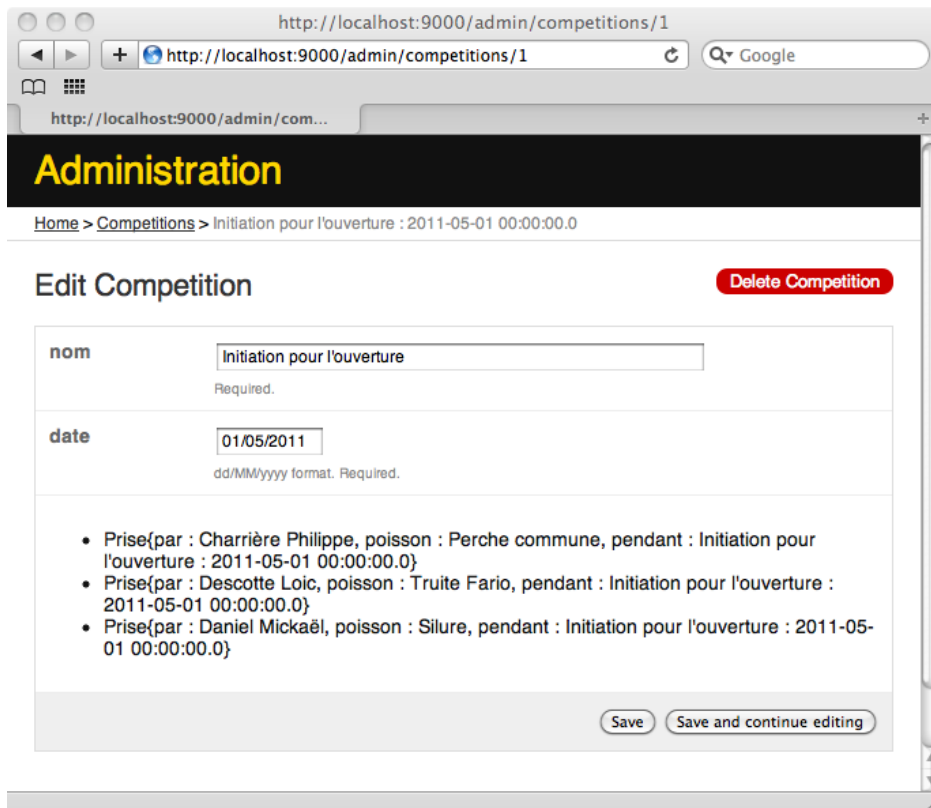 http://localhost:9000/admin/competitions/1
http://localhost:9000/admin/competitions/1
Google
http://localhost:9000/admin/com...
Administration
Home > Competitions > Initiation pour l'ouverture : 2011-05-01 00:00:00.0
Edit Competition
Delete Competition
nom
Initiation pour l'ouverture
Required.
date
01/05/2011
dd/MM/yyyy format. Required.
• Prise{par : Charrière Philippe, poisson : Perche commune, pendant : Initiation pour
l'ouverture : 2011-05-01 00:00:00.0}
• Prise{par : Descotte Loic, poisson : Truite Fario, pendant : Initiation pour l'ouverture :
2011-05-01 00:00:00.0}
• Prise{par : Daniel Mickaël, poisson : Silure, pendant : Initiation pour l'ouverture : 2011-05-
01 00:00:00.0}
Save
Save and continue editing